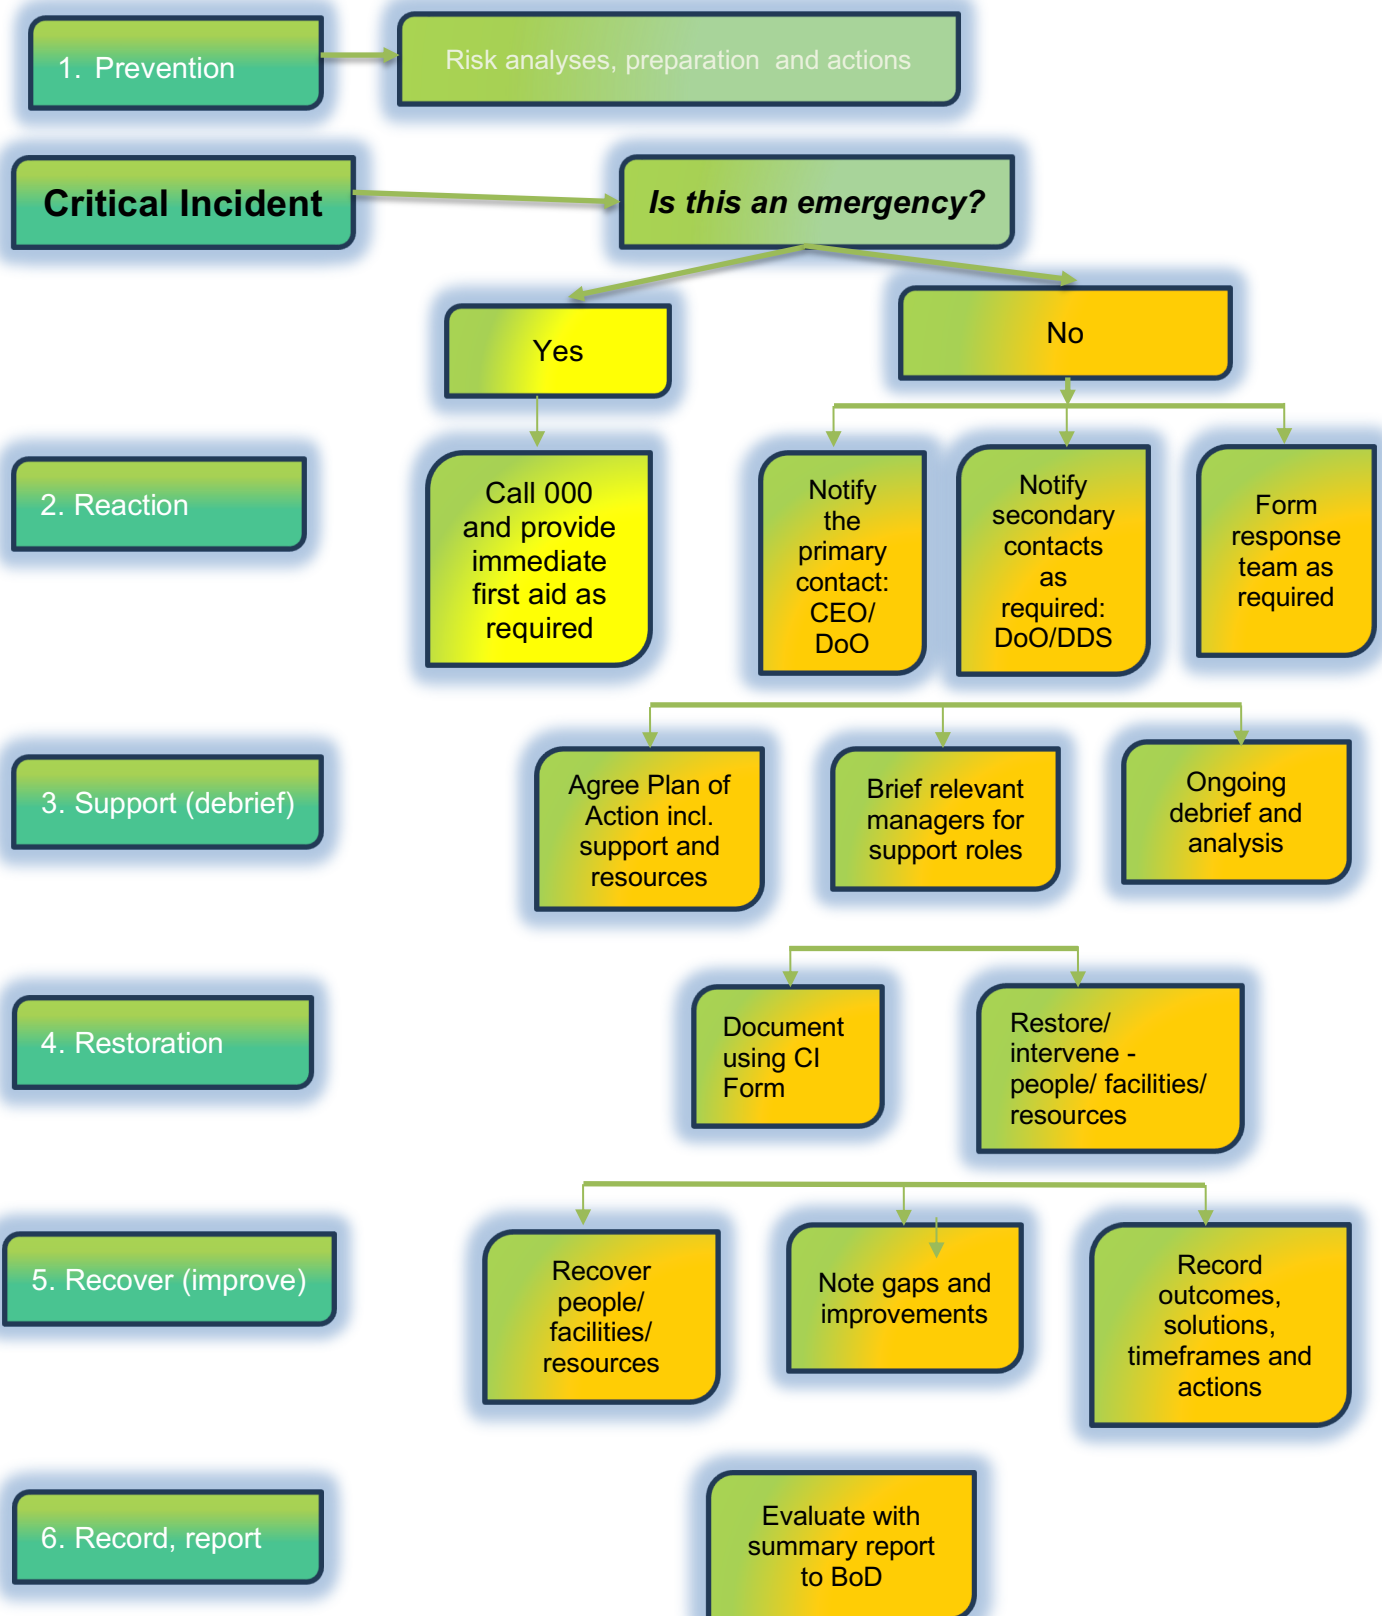 1. Prevention
Risk analyses, preparation and actions
Critical Incident
Is this an emergency?
Yes
No
2. Reaction
Call 000
and provide
immediate
first aid as
required
Notify
the
primary
contact:
CEO/
DoO
Notify
secondary
contacts
as
required:
DoO/DDS
Form
response
team as
required
3. Support (debrief)
Agree Plan of
Action incl.
support and
resources
Brief relevant
managers for
support roles
Ongoing
debrief and
analysis
4. Restoration
Document
using CI
Form
Restore/
intervene -
people/ facilities/
resources
5. Recover (improve)
Recover
people/
facilities/
resources
Note gaps and
improvements
Record
outcomes,
solutions,
timeframes and
actions
6. Record, report
Evaluate with
summary report
to BoD